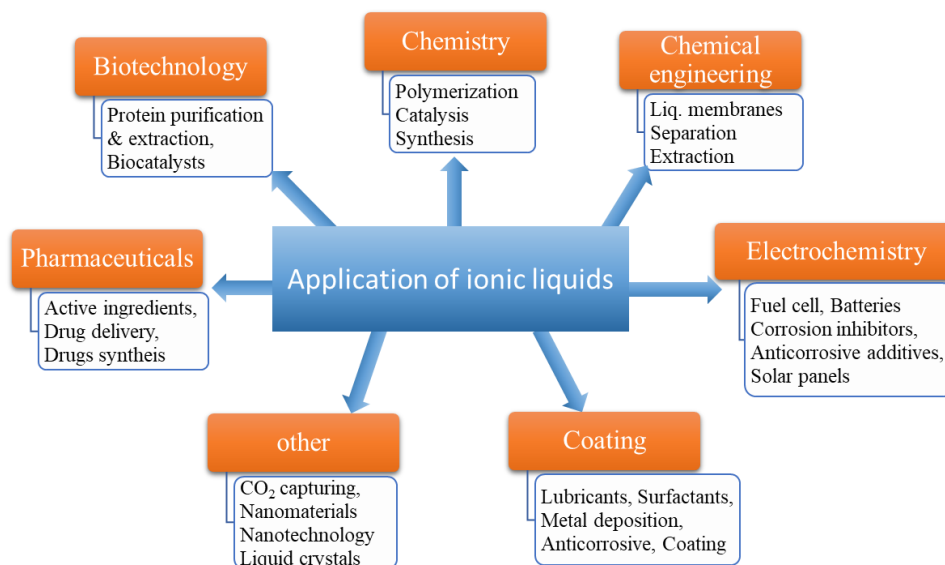 Biotechnology
Protein purification
& extraction,
Biocatalysts
Chemistry
Polymerization
Catalysis
Synthesis
Chemical
engineering
Liq. membranes
Separation
Extraction
Pharmaceuticals
Active ingredients,
Drug delivery,
Drugs syntheis
Application of ionic liquids
Electrochemistry
Fuel cell, Batteries
Corrosion inhibitors,
Anticorrosive additives,
Solar panels
other
CO₂ capturing,
Nanomaterials
Nanotechnology
Liquid crystals
Coating
Lubricants, Surfactants,
Metal deposition,
Anticorrosive, Coating